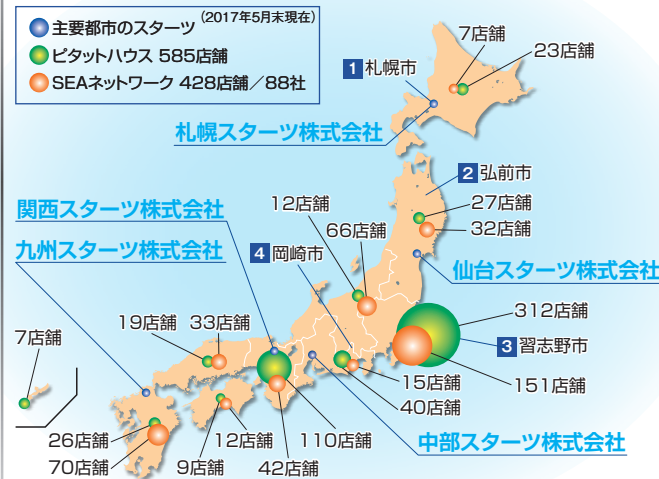 主要都市のスターツ (2017年5月末現在)
ピタットハウス 585店舗
SEAネットワーク 428店舗／88社
7店舗
23店舗
1 札幌市
札幌スターツ株式会社
2 弘前市
27店舗
32店舗
12店舗
66店舗
関西スターツ株式会社
九州スターツ株式会社
4 岡崎市
仙台スターツ株式会社
312店舗
3 習志野市
151店舗
19店舗
33店舗
7店舗
15店舗
40店舗
26店舗
12店舗
110店舗
中部スターツ株式会社
70店舗
9店舗
42店舗